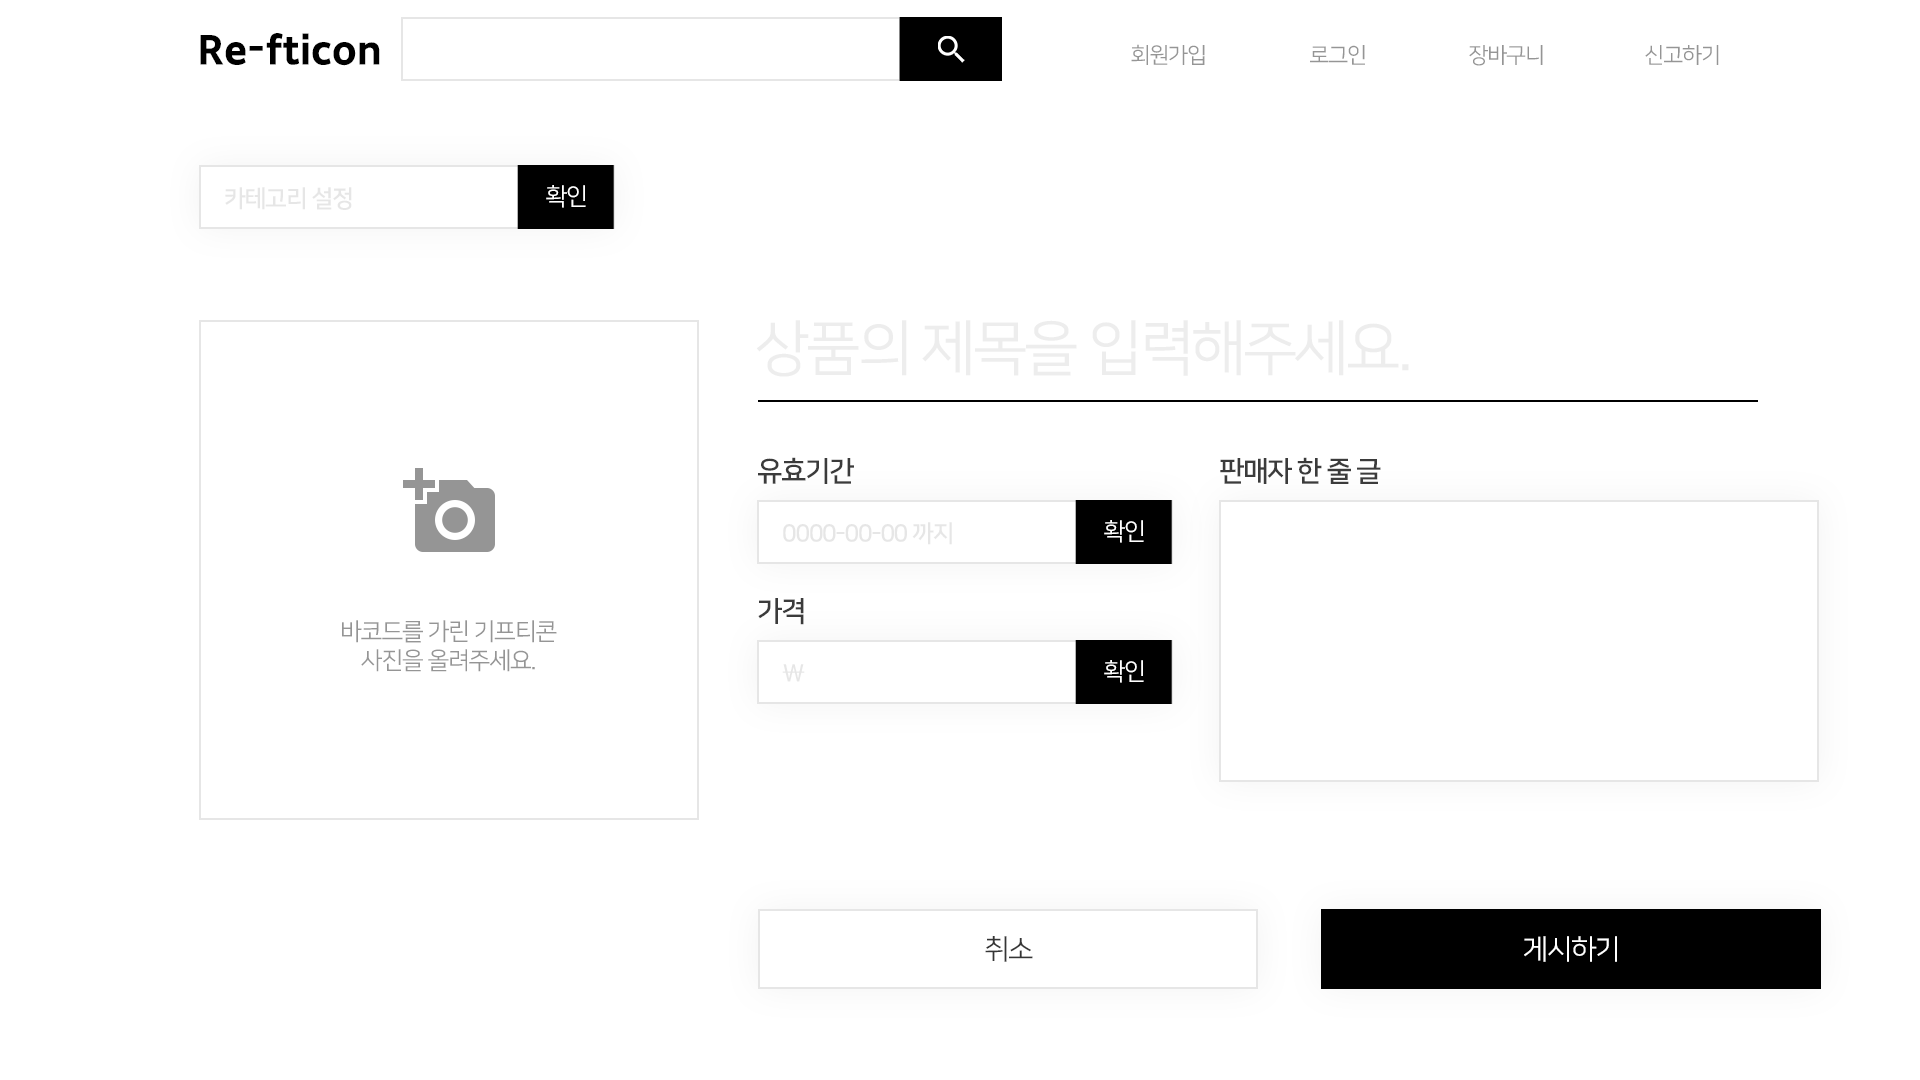 Re-fticon
회원가입
로그인
장바구니
신고하기
카테고리 설정
확인
상품의 제목을 입력해주세요.
바코드를 가린 기프티콘
사진을 올려주세요.
유효기간
0000-00-00 까지
확인
가격
₩
확인
판매자 한 줄 글
취소
게시하기